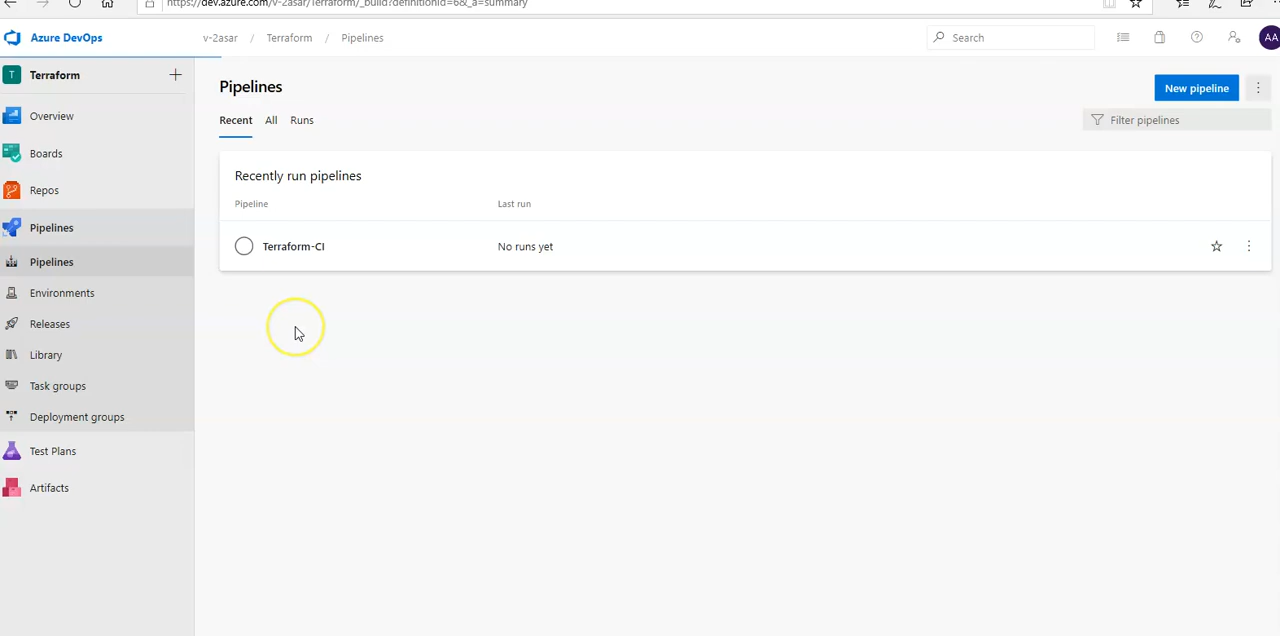 https://dev.azure.com/v-2asar/Terraform/_build?definitionId=6&_a=summary
Azure DevOps
v-2asar / Terraform / Pipelines
Search
AA
T Terraform
Overview
Boards
Repos
Pipelines
Pipelines
Environments
Releases
Library
Task groups
Deployment groups
Test Plans
Artifacts
Pipelines
New pipeline
Recent All Runs
Filter pipelines
Recently run pipelines
Pipeline Last run
Terraform-CI No runs yet